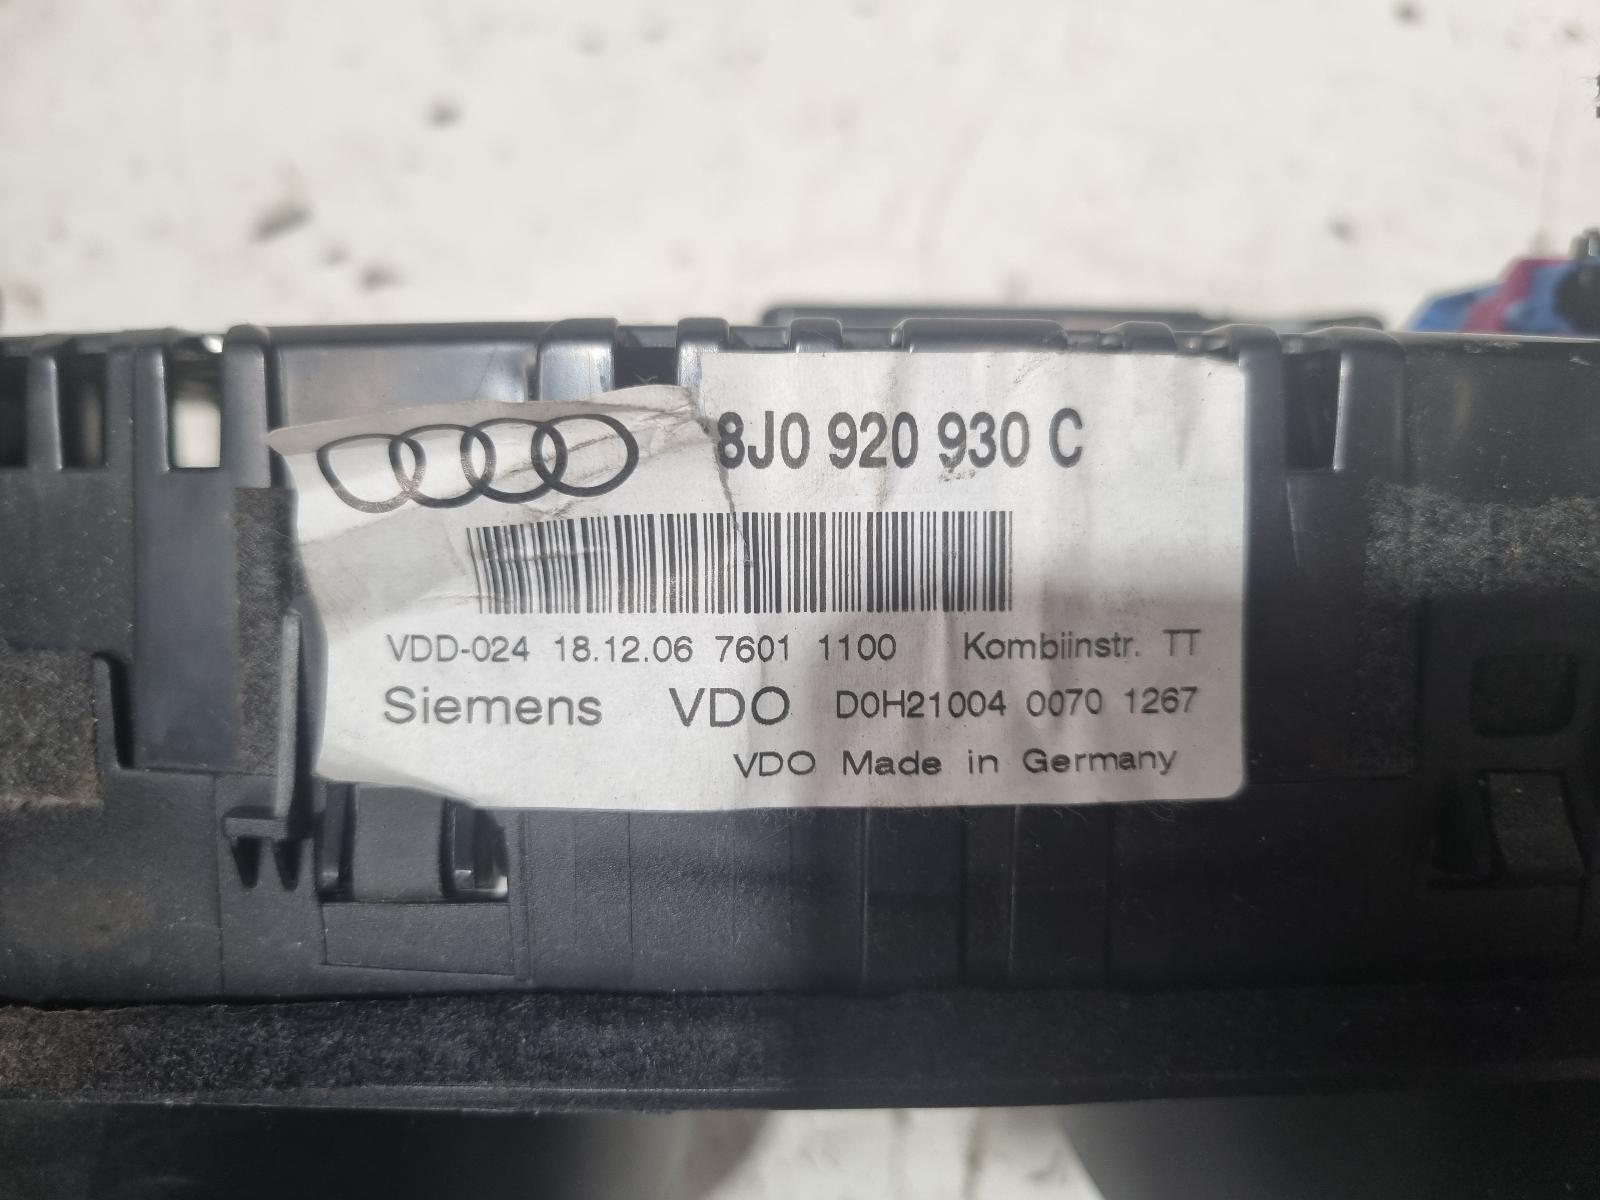 8J0 920 930 C
VDD-024 18.12.06 7601 1100 Kombiinstr. TT
Siemens VDO D0H21004 0070 1267
VDO Made in Germany